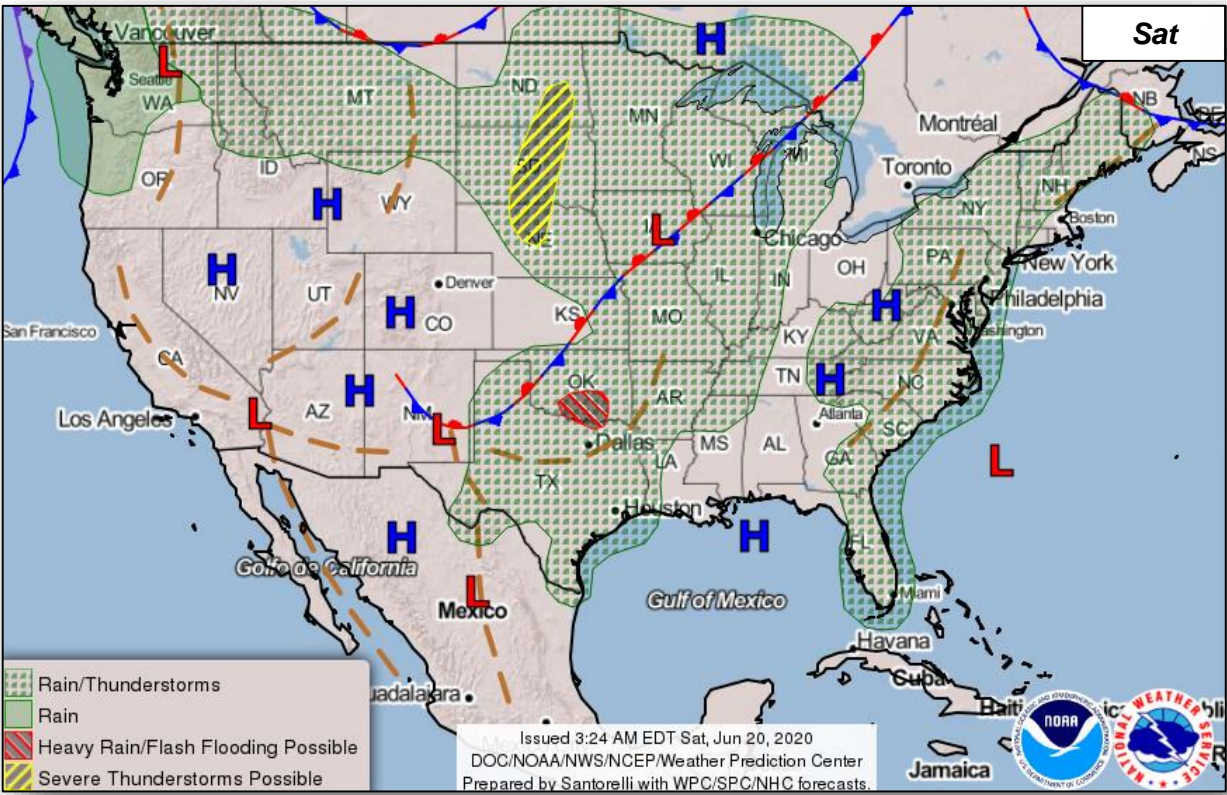 Sat
Vancouver
Seattle
WA
MT
ND
MN
Montréal
NB
NS
OR
ID
WY
SD
WI
MI
Toronto
NH
NY
Boston
IA
Chicago
NE
NV
UT
Denver
CO
KS
MO
IL
IN
OH
PA
New York
Philadelphia
San Francisco
CA
KY
VA
Washington
Los Angeles
AZ
NM
OK
AR
TN
NC
Atlanta
SC
Dallas
MS
AL
GA
LA
TX
Houston
FL
Miami
Golfo de California
Gulf of Mexico
Mexico
Havana
Cuba
Jamaica
H
H
H
H
H
H
H
H
H
L
L
L
L
L
L
Rain/Thunderstorms
Rain
Heavy Rain/Flash Flooding Possible
Severe Thunderstorms Possible
Issued 3:24 AM EDT Sat, Jun 20, 2020
DOC/NOAA/NWS/NCEP/Weather Prediction Center
Prepared by Santorelli with WPC/SPC/NHC forecasts.
NOAA
NATIONAL WEATHER SERVICE